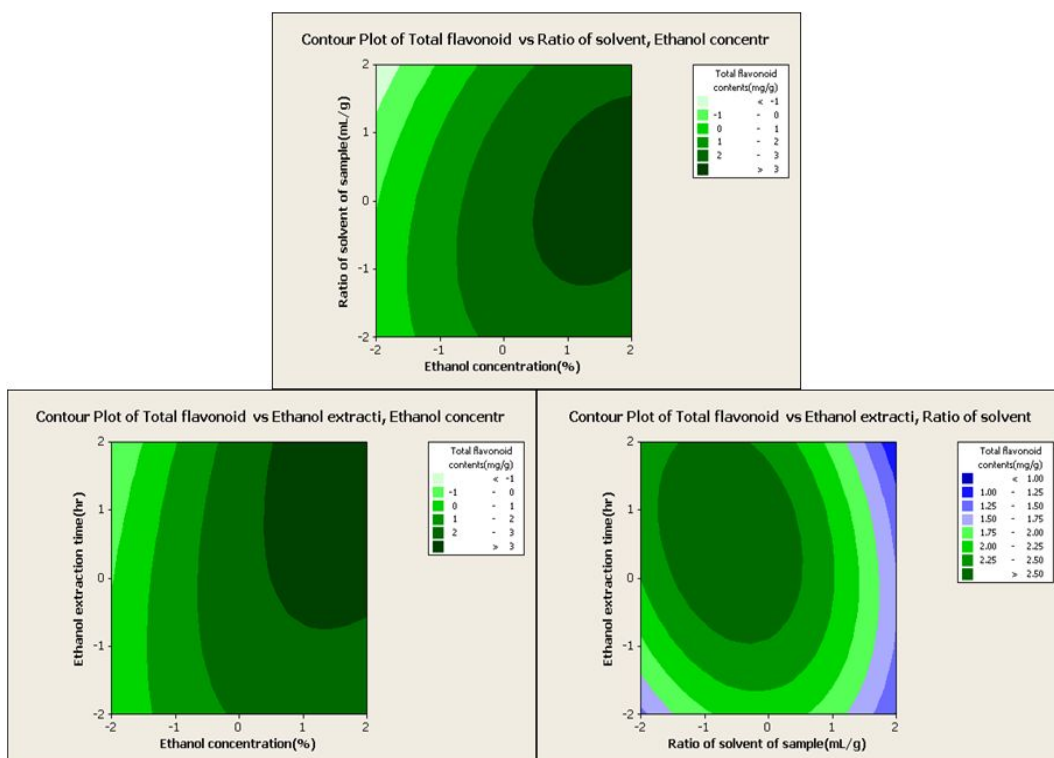 Contour Plot of Total flavonoid vs Ratio of solvent, Ethanol concentr
Total flavonoid
contents(mg/g)
< -1
-1 - 0
0 - 1
1 - 2
2 - 3
> 3
Ratio of solvent of sample(mL/g)
2
1
0
-1
-2
-2 -1 0 1 2
Ethanol concentration(%)
Contour Plot of Total flavonoid vs Ethanol extracti, Ethanol concentr
Total flavonoid
contents(mg/g)
< -1
-1 - 0
0 - 1
1 - 2
2 - 3
> 3
Ethanol extraction time(hr)
2
1
0
-1
-2
-2 -1 0 1 2
Ethanol concentration(%)
Contour Plot of Total flavonoid vs Ethanol extracti, Ratio of solvent
Total flavonoid
contents(mg/g)
< 1.00
1.00 - 1.25
1.25 - 1.50
1.50 - 1.75
1.75 - 2.00
2.00 - 2.25
2.25 - 2.50
> 2.50
Ethanol extraction time(hr)
2
1
0
-1
-2
-2 -1 0 1 2
Ratio of solvent of sample(mL/g)